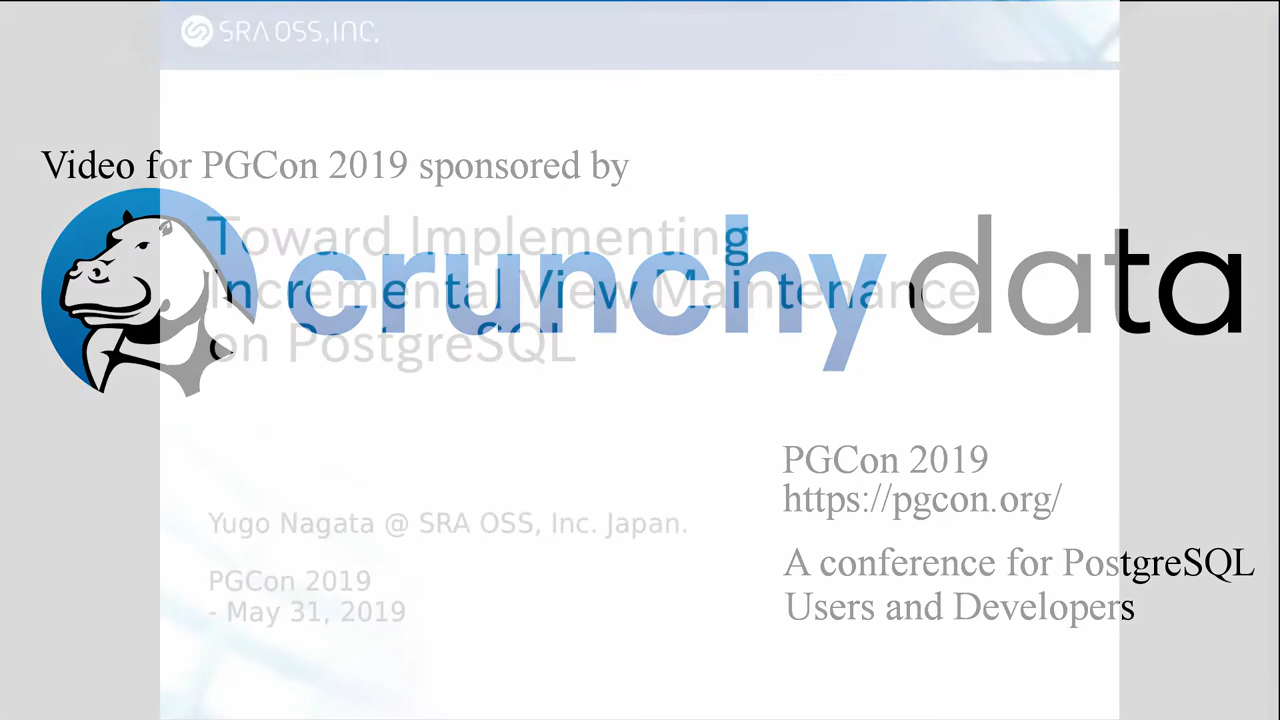 SRA OSS, INC.
Video for PGCon 2019 sponsored by
Toward Implementing
Incremental View Maintenance
on PostgreSQL
crunchydata
PGCon 2019
https://pgcon.org/
Yugo Nagata @ SRA OSS, Inc. Japan.
A conference for PostgreSQL
Users and Developers
PGCon 2019
- May 31, 2019